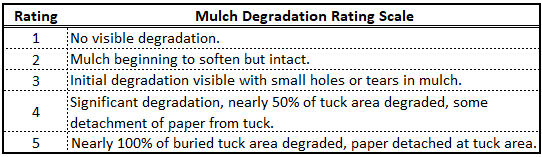 Rating Mulch Degradation Rating Scale
1 No visible degradation.
2 Mulch beginning to soften but intact.
3 Initial degradation visible with small holes or tears in mulch.
4 Significant degradation, nearly 50% of tuck area degraded, some
detachment of paper from tuck.
5 Nearly 100% of buried tuck area degraded, paper detached at tuck area.